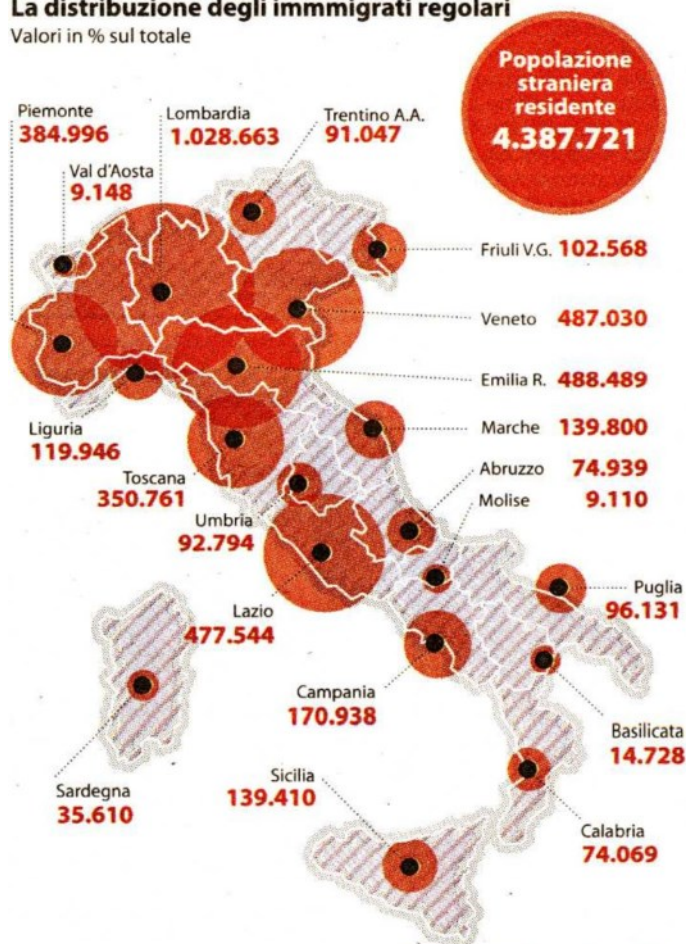 La distribuzione degli immmigrati regolari
Valori in % sul totale
Popolazione
straniera
residente
4.387.721
Piemonte
384.996
Lombardia
1.028.663
Trentino A.A.
91.047
Val d'Aosta
9.148
Friuli V.G. 102.568
Veneto 487.030
Emilia R. 488.489
Liguria
119.946
Marche 139.800
Toscana
350.761
Abruzzo 74.939
Molise 9.110
Umbria
92.794
Puglia
96.131
Lazio
477.544
Campania
170.938
Basilicata
14.728
Sardegna
35.610
Sicilia
139.410
Calabria
74.069